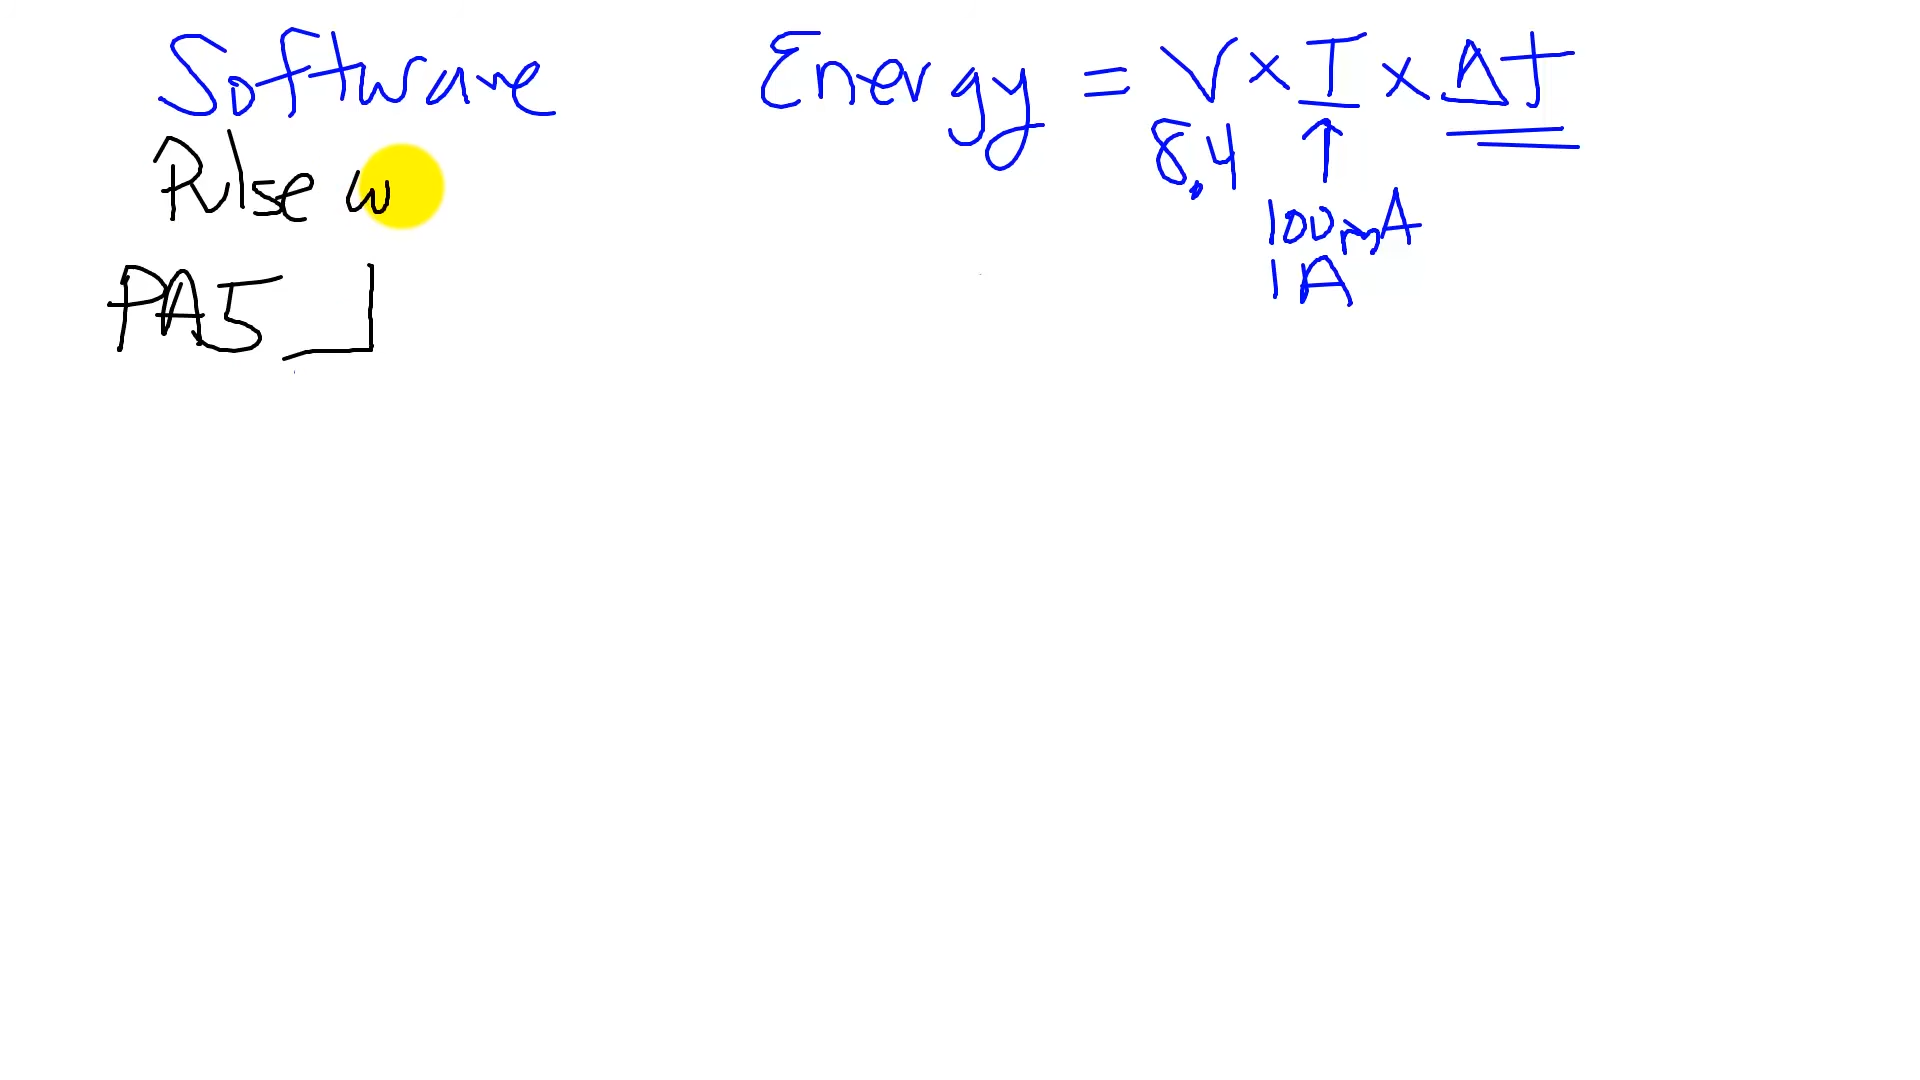 Software
Pulse w
PA5
Energy = V × I × Δt
8.4
100mA
1A